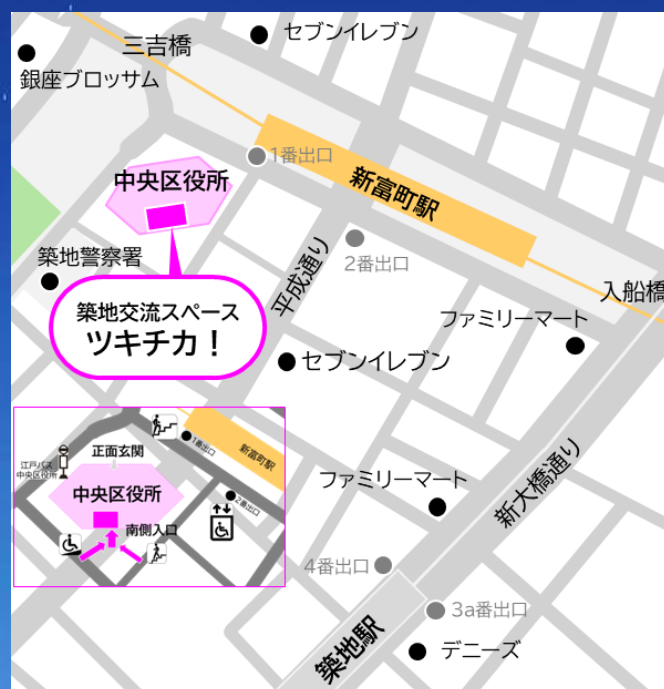 三吉橋
セブンイレブン
銀座ブロッサム
1番出口
中央区役所
新富町駅
築地警察署
平成通り
2番出口
入船橋
築地交流スペース
ツキチカ！
ファミリーマート
セブンイレブン
正面玄関
江戸バス
中央区役所
1番出口
新富町駅
中央区役所
2番出口
南側入口
ファミリーマート
新大橋通り
4番出口
3a番出口
築地駅
デニーズ